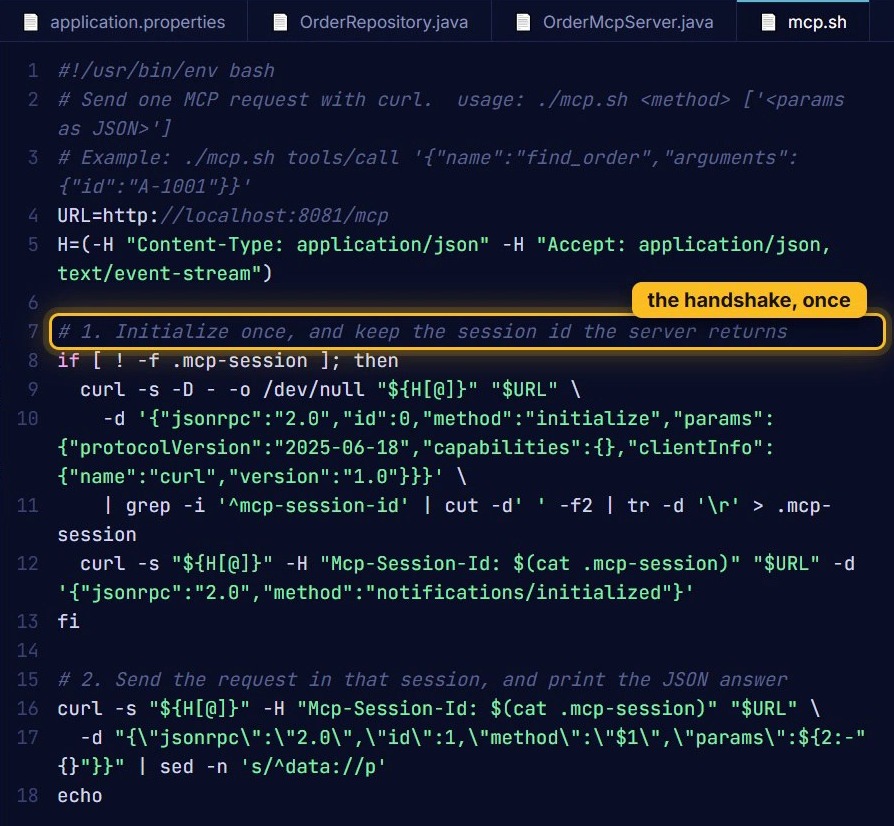 application.properties
OrderRepository.java
OrderMcpServer.java
mcp.sh
1 #!/usr/bin/env bash
2 # Send one MCP request with curl.  usage: ./mcp.sh <method> ['<params
as JSON>']
3 # Example: ./mcp.sh tools/call '{"name":"find_order","arguments":
{"id":"A-1001"}}'
4 URL=http://localhost:8081/mcp
5 H=(-H "Content-Type: application/json" -H "Accept: application/json,
text/event-stream")
6
the handshake, once
7 # 1. Initialize once, and keep the session id the server returns
8 if [ ! -f .mcp-session ]; then
9   curl -s -D - -o /dev/null "${H[@]}" "$URL" \
10     -d '{"jsonrpc":"2.0","id":0,"method":"initialize","params":
{"protocolVersion":"2025-06-18","capabilities":{},"clientInfo":
{"name":"curl","version":"1.0"}}}' \
11     | grep -i '^mcp-session-id' | cut -d' ' -f2 | tr -d '\r' > .mcp-
session
12   curl -s "${H[@]}" -H "Mcp-Session-Id: $(cat .mcp-session)" "$URL" -d
'{"jsonrpc":"2.0","method":"notifications/initialized"}'
13 fi
14
15 # 2. Send the request in that session, and print the JSON answer
16 curl -s "${H[@]}" -H "Mcp-Session-Id: $(cat .mcp-session)" "$URL" \
17   -d "{\"jsonrpc\":\"2.0\",\"id\":1,\"method\":\"$1\",\"params\":${2:-"
{}"}}" | sed -n 's/^data://p'
18 echo